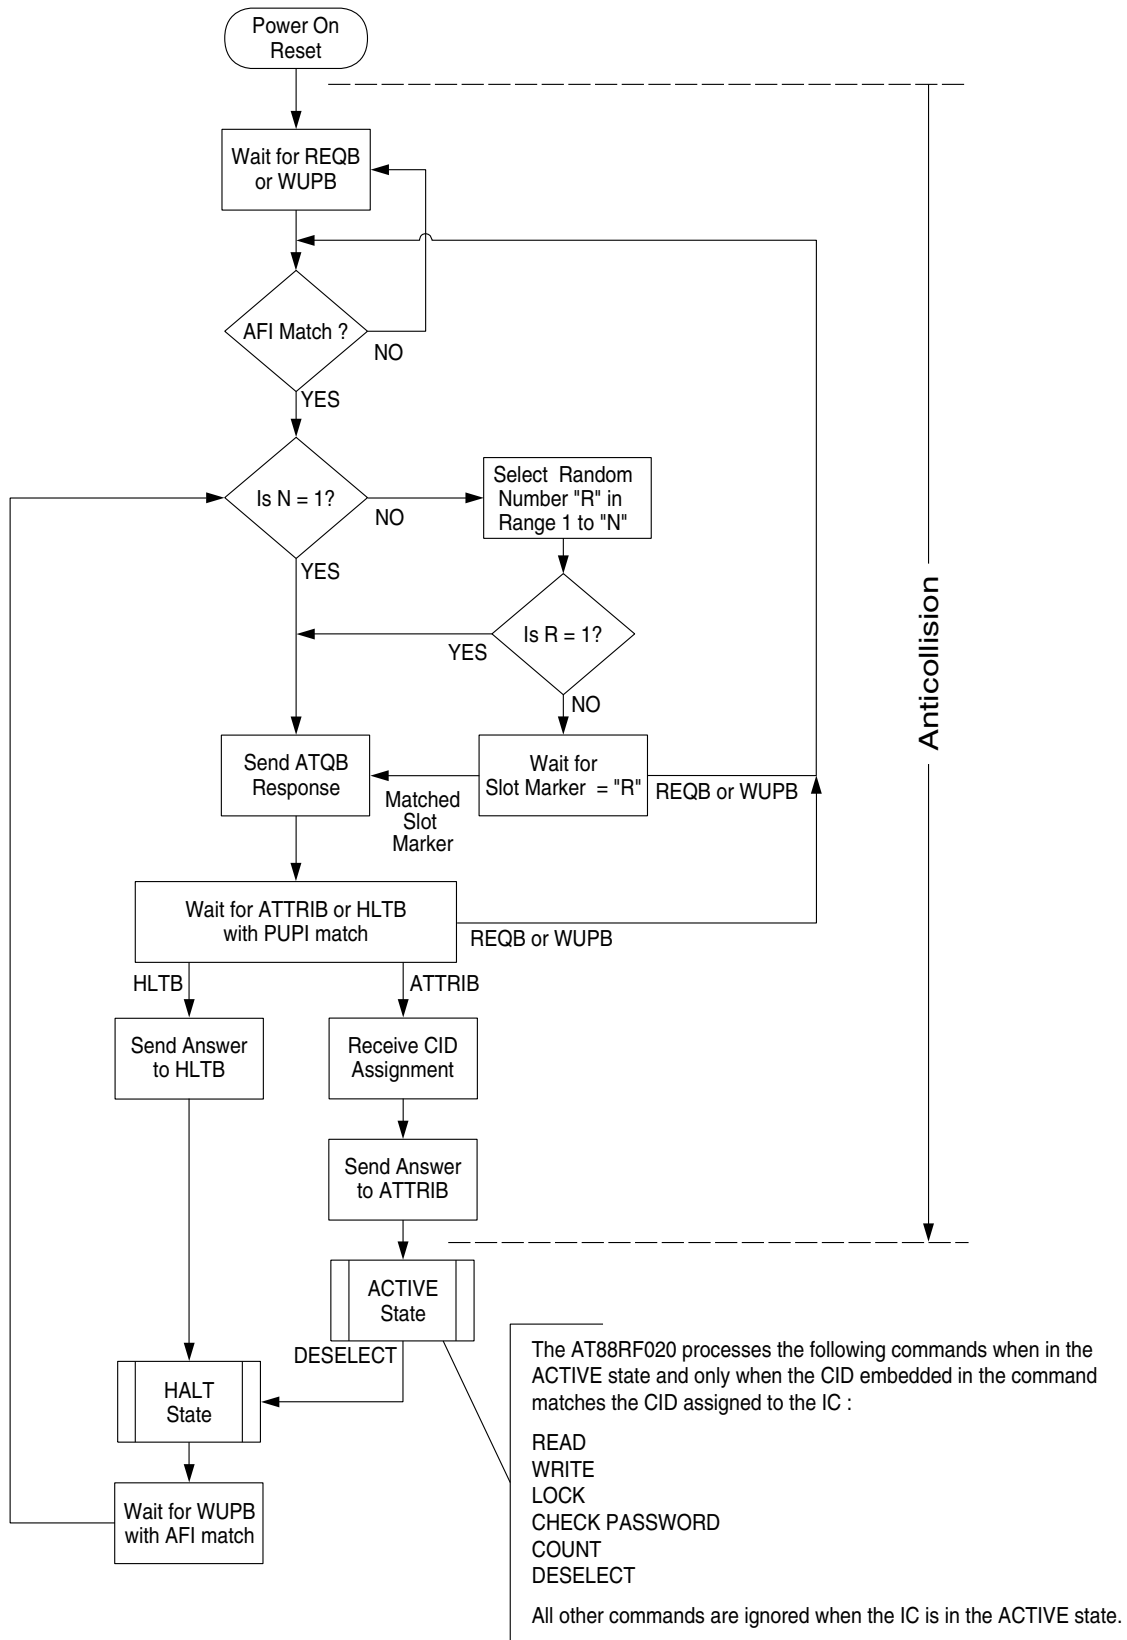 Power On
Reset
Wait for REQB
or WUPB
AFI Match ?
NO
YES
Is N = 1?
NO
YES
Select Random
Number "R" in
Range 1 to "N"
Is R = 1?
YES
NO
Send ATQB
Response
Matched
Slot
Marker
Wait for
Slot Marker = "R"
REQB or WUPB
Anticollision
Wait for ATTRIB or HLTB
with PUPI match
REQB or WUPB
HLTB
ATTRIB
Send Answer
to HLTB
Receive CID
Assignment
Send Answer
to ATTRIB
ACTIVE
State
DESELECT
HALT
State
Wait for WUPB
with AFI match
The AT88RF020 processes the following commands when in the
ACTIVE state and only when the CID embedded in the command
matches the CID assigned to the IC :
READ
WRITE
LOCK
CHECK PASSWORD
COUNT
DESELECT
All other commands are ignored when the IC is in the ACTIVE state.